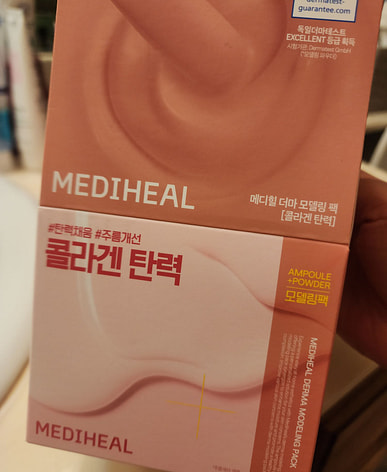 dermatest-
guarantee.com
독일더마테스트
EXCELLENT 등급 획득
MEDIHEAL
메디힐 더마 모델링 팩
[콜라겐 탄력]
#탄력채움 #주름개선
콜라겐 탄력
AMPOULE
+POWDER
모델링팩
MEDIHEAL DERMA MODELING PACK
MEDIHEAL